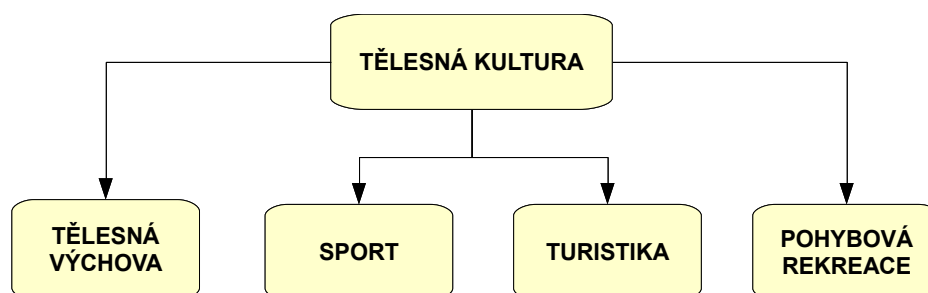 TĚLESNÁ KULTURA
TĚLESNÁ
VÝCHOVA
SPORT
TURISTIKA
POHYBOVÁ
REKREACE